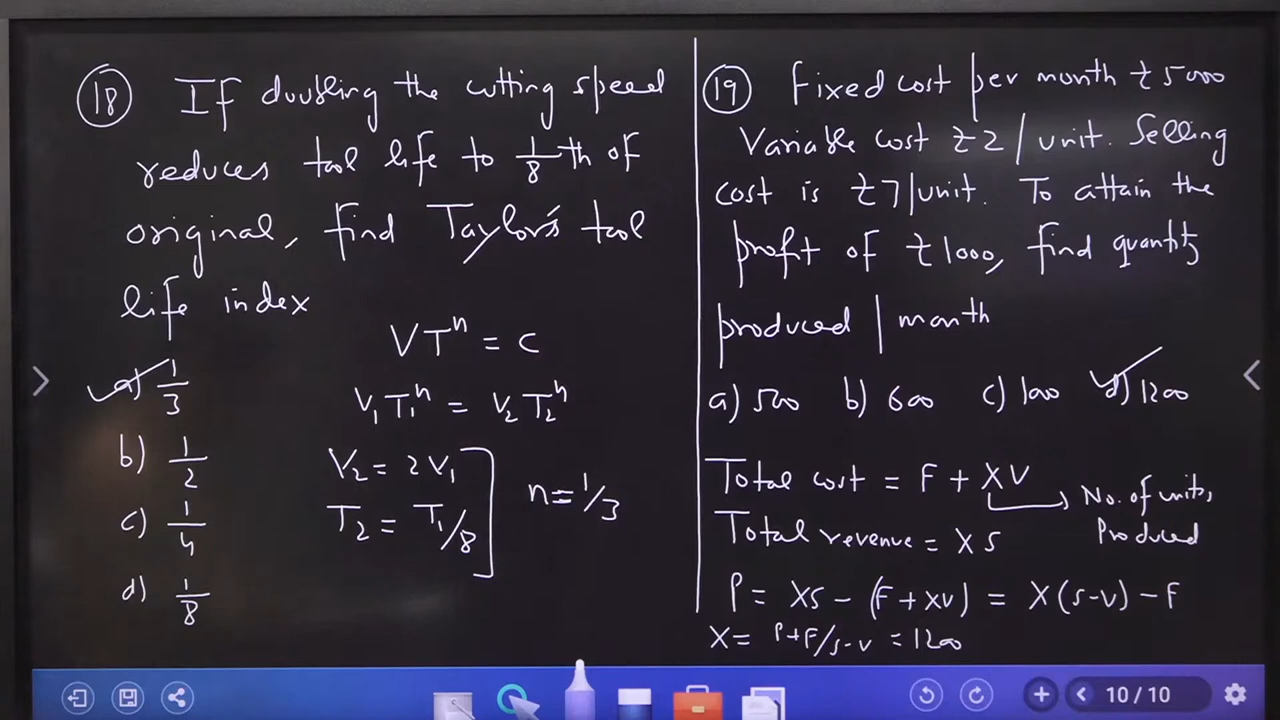 18 If doubling the cutting speed
reduces tool life to 1/8 th of
original, find Taylor's tool
life index
VT^n = C
V₁T₁^n = V₂T₂^n
a) 1/3
b) 1/2
c) 1/4
d) 1/8
V₂ = 2V₁
T₂ = T₁/8
n = 1/3
19 Fixed cost per month ₹5000
Variable cost ₹2/unit. Selling
cost is ₹7/unit. To attain the
profit of ₹1000, find quantity
produced / month
a) 500 b) 600 c) 1000 d) 1200
Total cost = F + XV
No. of units
Produced
Total revenue = XS
P = XS - (F + XV) = X(S-V) - F
X = P+F/S-V = 1200
10 / 10